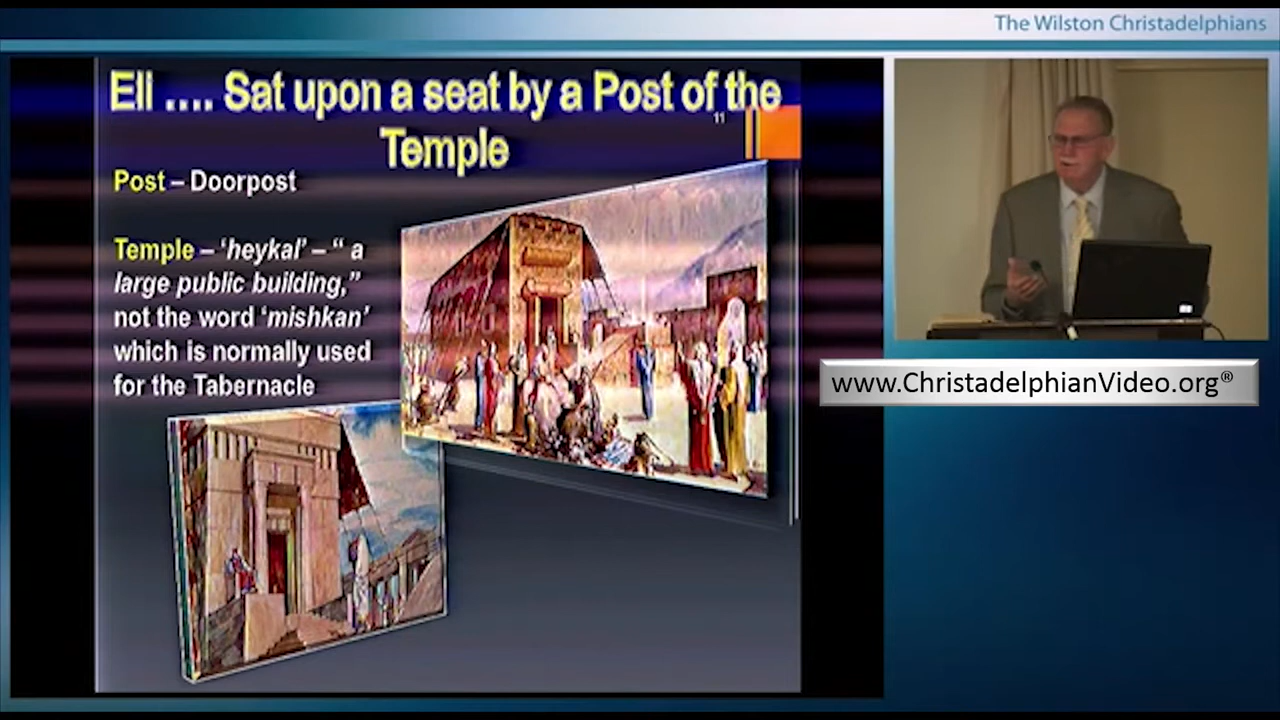 The Wilston Christadelphians
Eli .... Sat upon a seat by a Post of the
11
Temple
Post – Doorpost
Temple – ‘heykal’ – “ a
large public building,”
not the word ‘mishkan’
which is normally used
for the Tabernacle
www.ChristadelphianVideo.org®